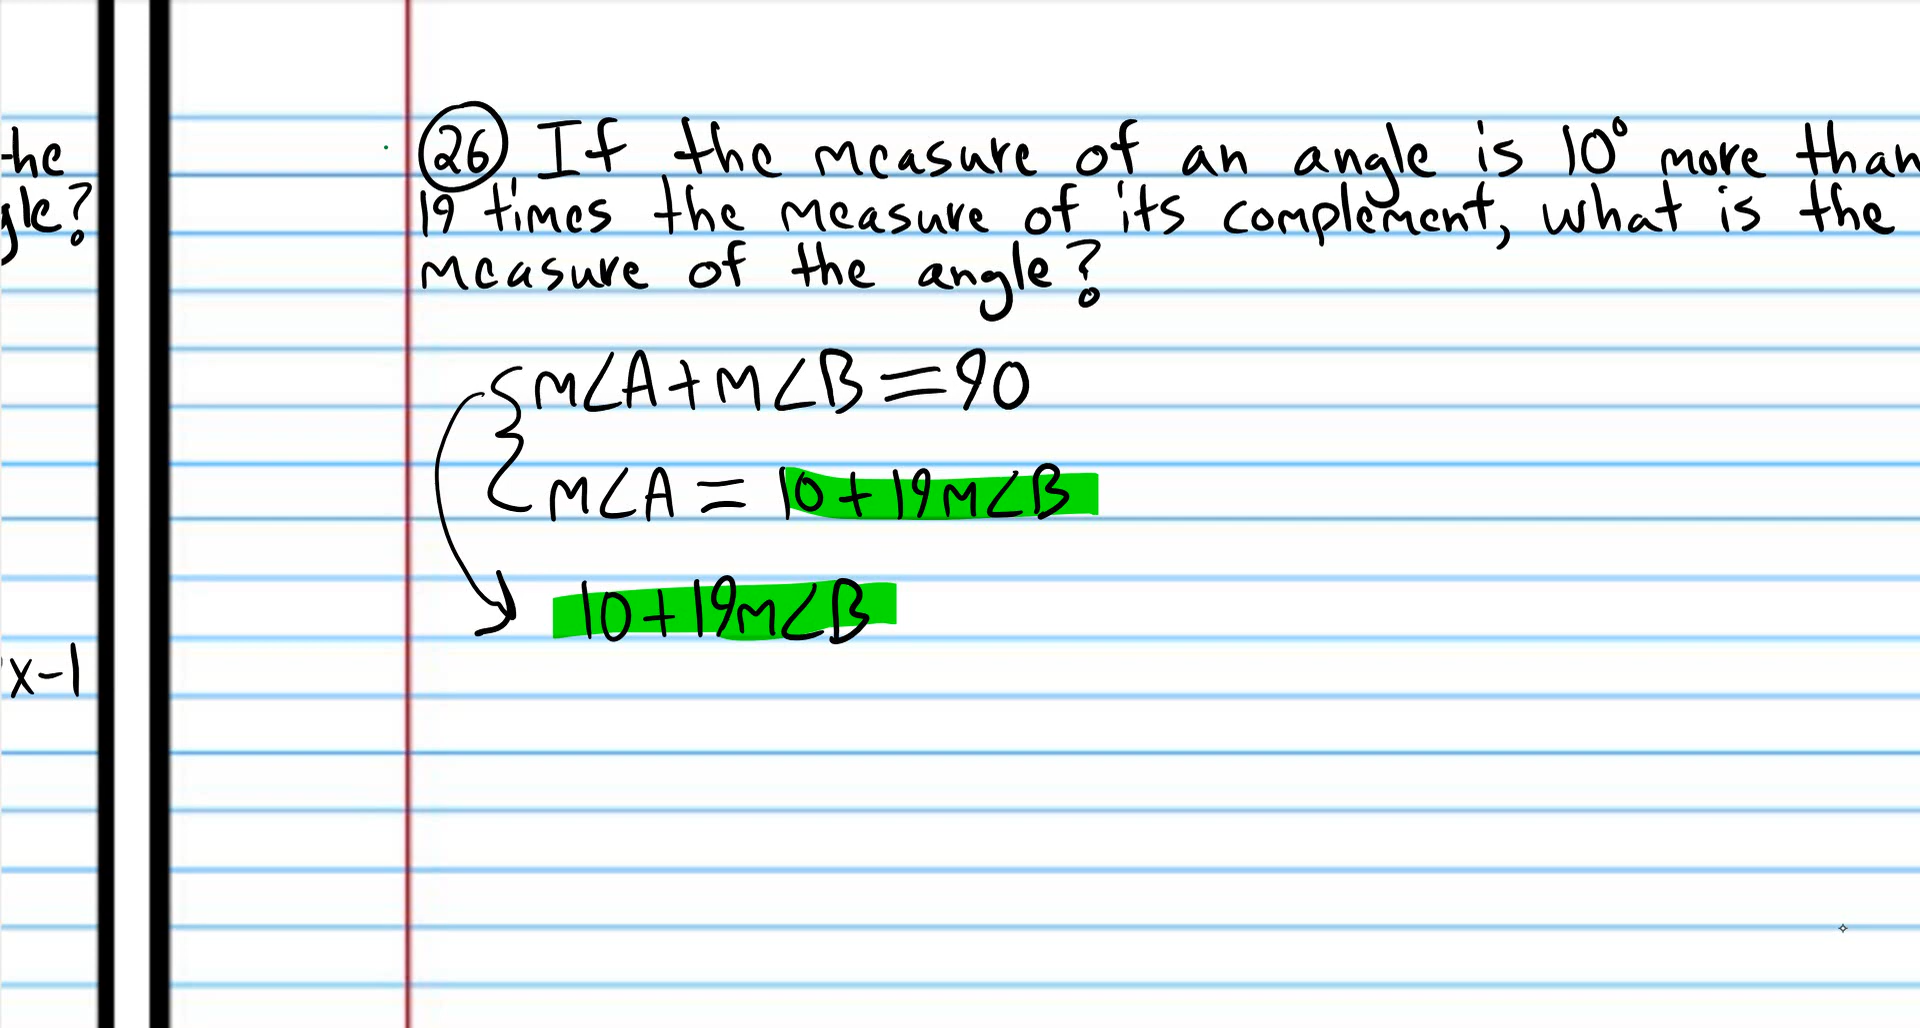 the
gle?
x-1
26 If the measure of an angle is 10° more than
19 times the measure of its complement, what is the
measure of the angle?
m∠A+m∠B=90
m∠A=10+19m∠B
10+19m∠B